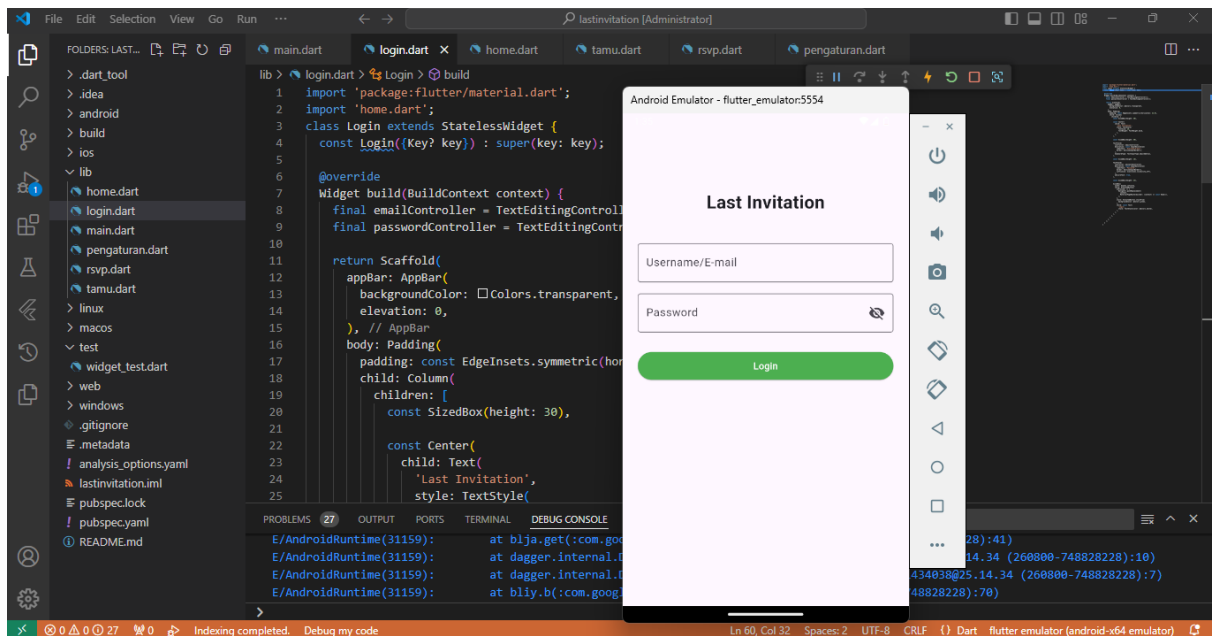 File Edit Selection View Go Run ··· lastinvitation [Administrator]
FOLDERS: LAST...
.dart_tool
.idea
android
build
ios
lib
home.dart
login.dart
main.dart
pengaturan.dart
rsvp.dart
tamu.dart
linux
macos
test
widget_test.dart
web
windows
.gitignore
.metadata
analysis_options.yaml
lastinvitation.iml
pubspec.lock
pubspec.yaml
README.md
1
main.dart login.dart home.dart tamu.dart rsvp.dart pengaturan.dart
lib > login.dart > Login > build
1 import 'package:flutter/material.dart';
2 import 'home.dart';
3 class Login extends StatelessWidget {
4 const Login({Key? key}) : super(key: key);
5
6 @override
7 Widget build(BuildContext context) {
8 final emailController = TextEditingControll
9 final passwordController = TextEditingContr
10
11 return Scaffold(
12 appBar: AppBar(
13 backgroundColor: Colors.transparent,
14 elevation: 0,
15 ), // AppBar
16 body: Padding(
17 padding: const EdgeInsets.symmetric(hor
18 child: Column(
19 children: [
20 const SizedBox(height: 30),
21
22 const Center(
23 child: Text(
24 'Last Invitation',
25 style: TextStyle(
Android Emulator - flutter_emulator:5554
Last Invitation
Username/E-mail
Password
Login
PROBLEMS 27 OUTPUT PORTS TERMINAL DEBUG CONSOLE
E/AndroidRuntime(31159): at blja.get(:com.goo 28):41)
E/AndroidRuntime(31159): at dagger.internal.D 14.34 (260800-748828228):10)
E/AndroidRuntime(31159): at dagger.internal.D 434038@25.14.34 (260800-748828228):7)
E/AndroidRuntime(31159): at bliy.b(:com.googl 48828228):70)
>
0 0 27 0 Indexing completed. Debug my code Ln 60, Col 32 Spaces: 2 UTF-8 CRLF {} Dart flutter emulator (android-x64 emulator)